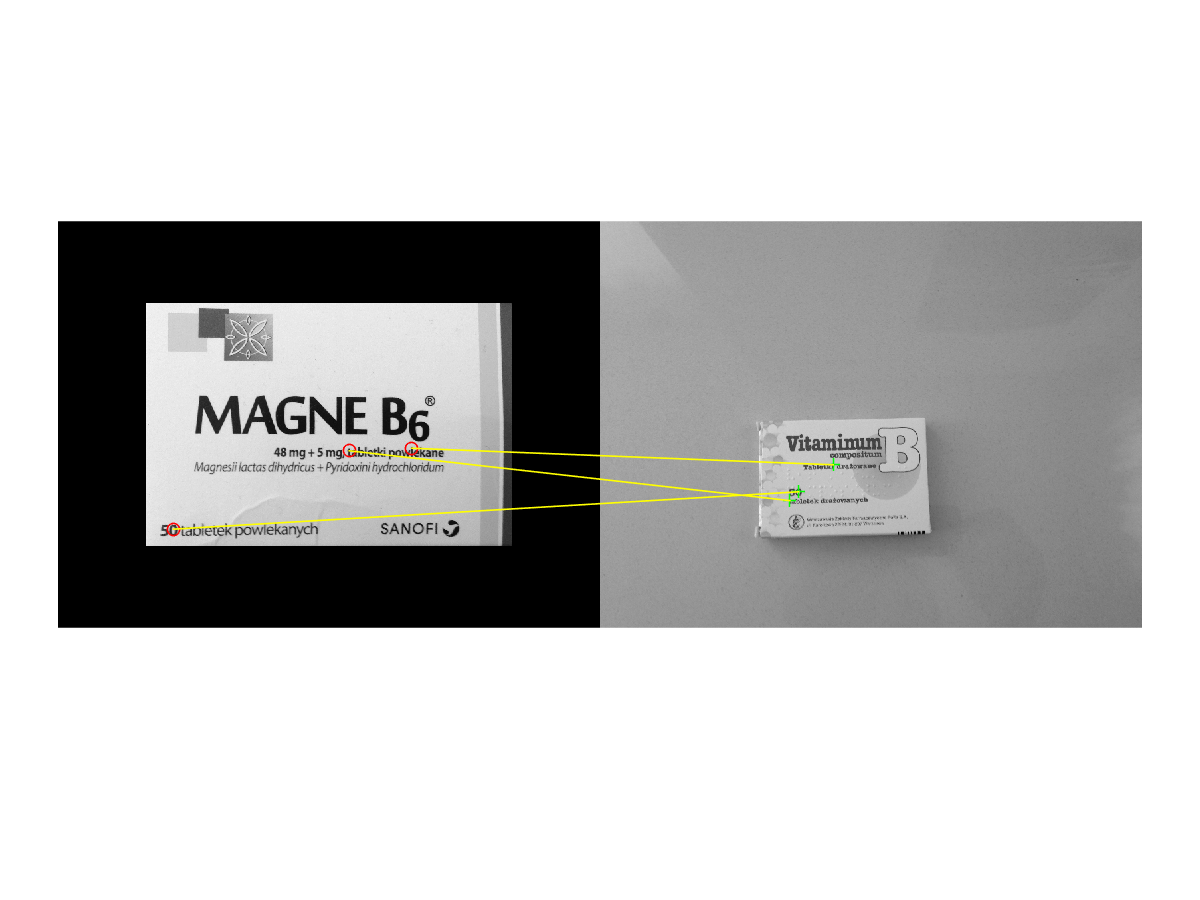 MAGNE B6®
48 mg + 5 mg, tabletki powlekane
Magnesii lactas dihydricus + Pyridoxini hydrochloridum
50 tabletek powlekanych
SANOFI
Vitaminum B
compositum
Tabletki drażowane
50
tabletek drażowanych